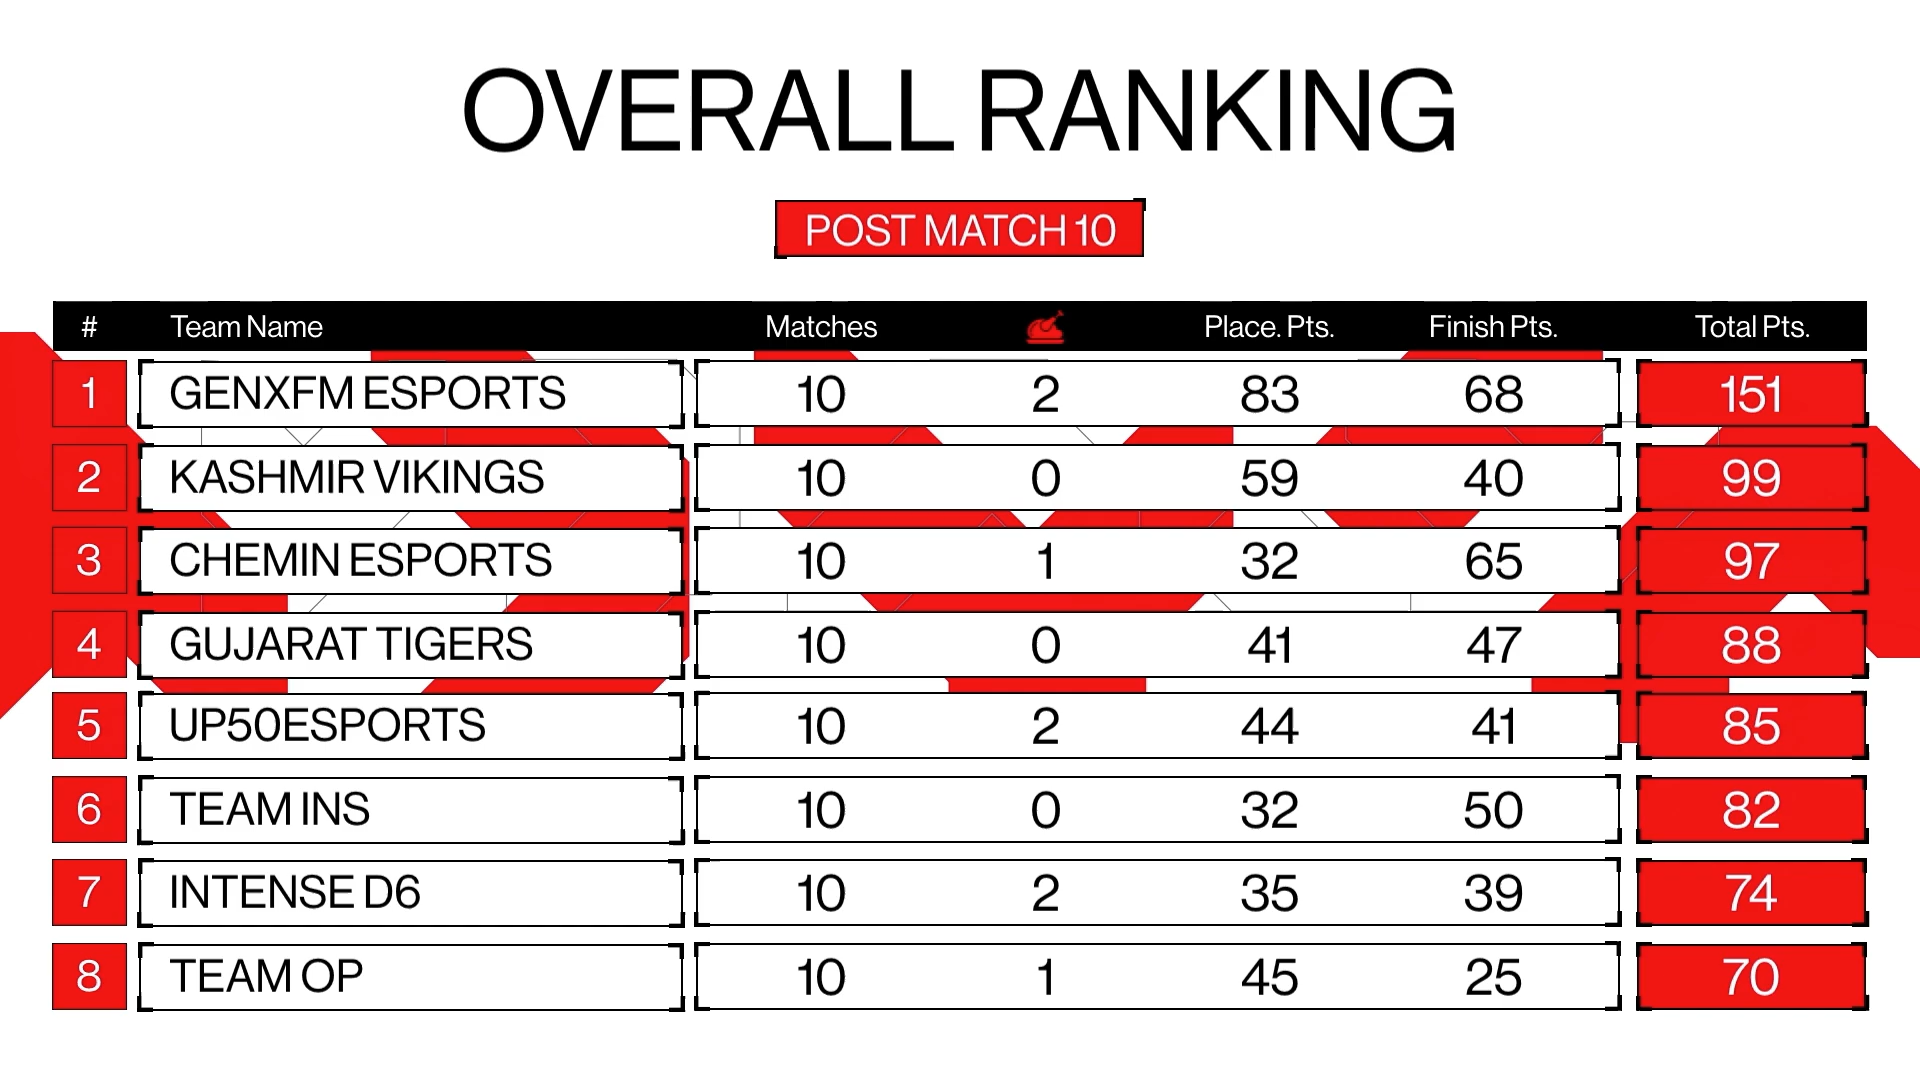 OVERALL RANKING
POST MATCH 10
# Team Name Matches Place. Pts. Finish Pts. Total Pts.
1 GENXFM ESPORTS 10 2 83 68 151
2 KASHMIR VIKINGS 10 0 59 40 99
3 CHEMIN ESPORTS 10 1 32 65 97
4 GUJARAT TIGERS 10 0 41 47 88
5 UP50ESPORTS 10 2 44 41 85
6 TEAM INS 10 0 32 50 82
7 INTENSE D6 10 2 35 39 74
8 TEAM OP 10 1 45 25 70